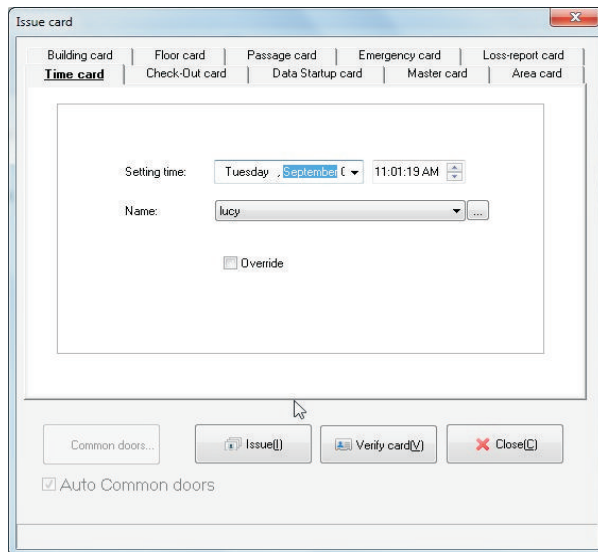 Issue card
Building card Floor card Passage card Emergency card Loss-report card
Time card Check-Out card Data Startup card Master card Area card
Setting time: Tuesday , September 11:01:19 AM
Name: lucy ...
Override
Common doors... Issue(I) Verify card(V) Close(C)
Auto Common doors